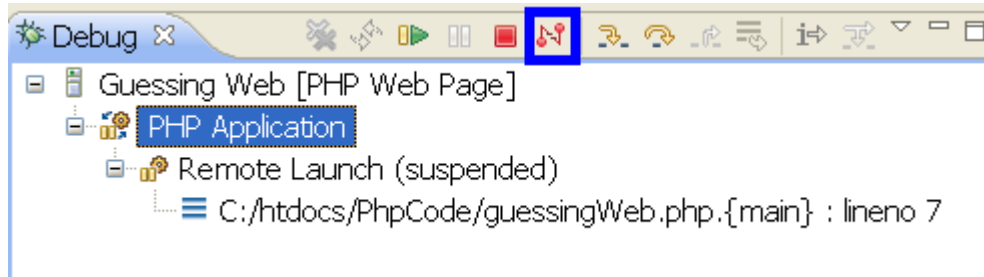 Debug
Guessing Web [PHP Web Page]
PHP Application
Remote Launch (suspended)
C:/htdocs/PhpCode/guessingWeb.php.{main} : lineno 7